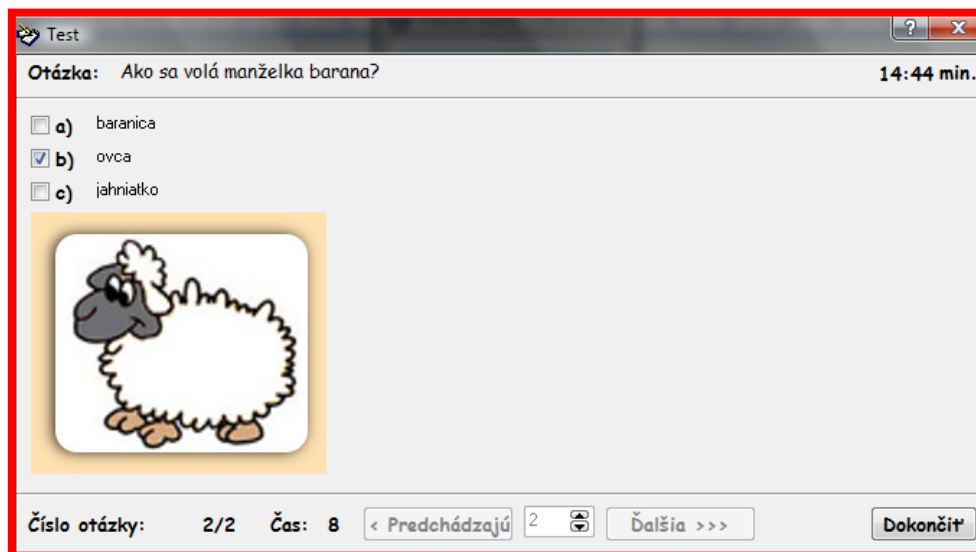 Test
? X
Otázka: Ako sa volá manželka barana? 14:44 min.
a) baranica
b) ovca
c) jahniatko
Číslo otázky: 2/2 Čas: 8 < Predchádzajú 2 Ďalšia >>> Dokončiť